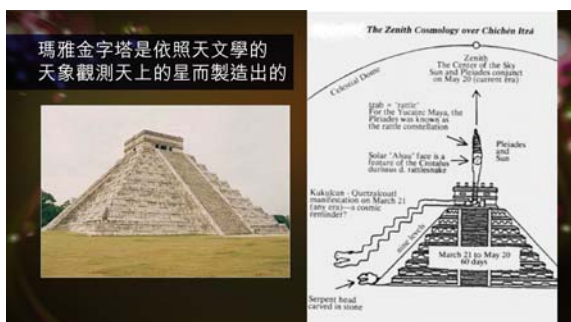 瑪雅金字塔是依照天文學的
天象觀測天上的星而製造出的
The Zenith Cosmology over Chichén Itzá
Celestial Dome
Zenith
The Center of the Sky
Sun and Pleiades conjunct
on May 20 (current era)
tzab = 'rattle'
For the Yucatec Maya, the
Pleiades was known as
the rattle constellation
Solar 'Ahau' face is a
feature of the Crotalus
durissus d. rattlesnake
Pleiades
and
Sun
Kukulcan - Quetzalcoatl
manifestation on March 21
(any era)—a cosmic
reminder?
nine levels
March 21 to May 20
60 days
Serpent head
carved in stone